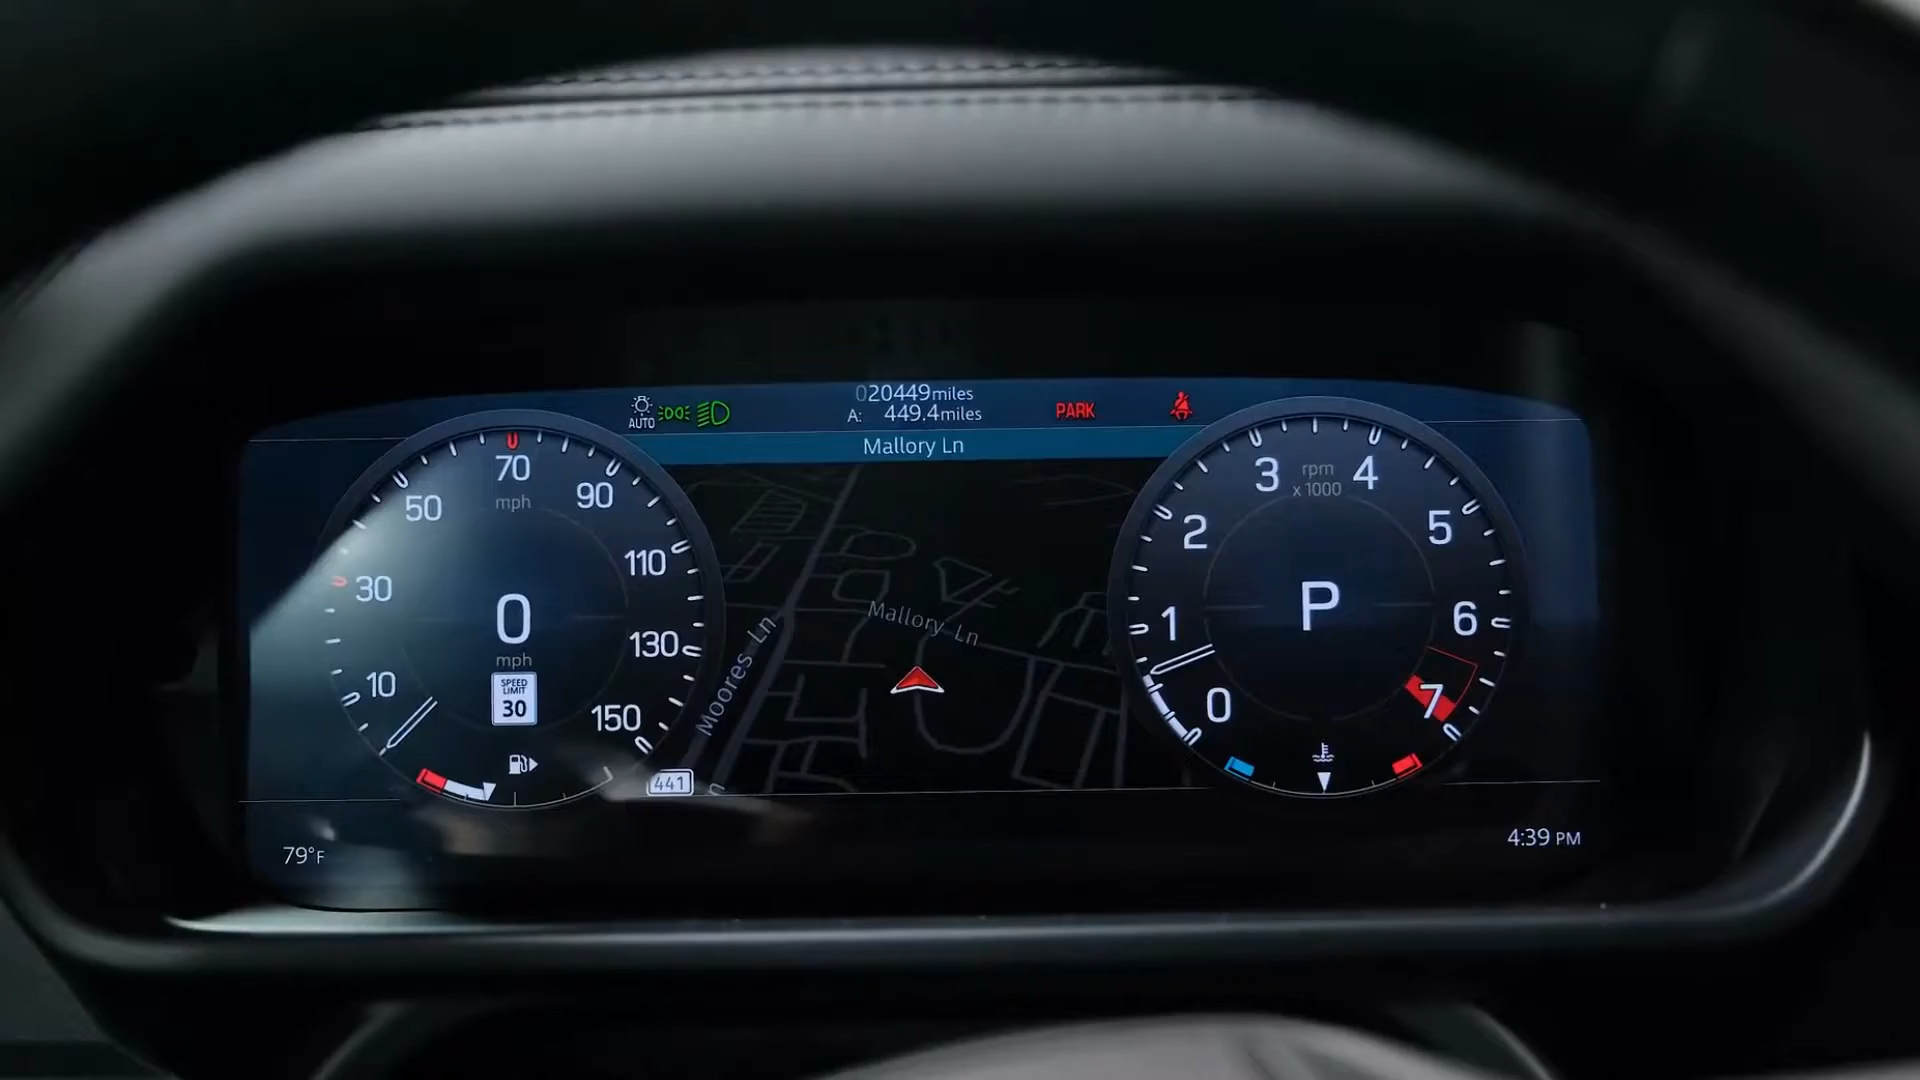 020449miles
A: 449.4miles
AUTO
PARK
Mallory Ln
10
30
50
70
90
110
130
150
mph
0
mph
SPEED
LIMIT
30
Mallory Ln
Moores Ln
441
n
0
1
2
3
4
5
6
7
rpm
x 1000
P
79°F
4:39 PM